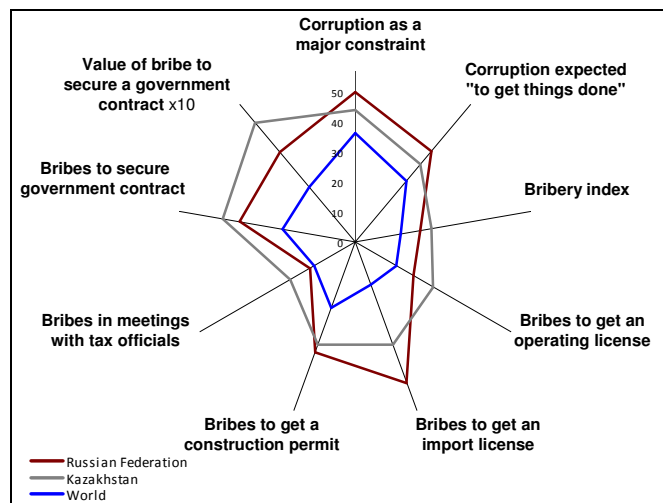 Corruption as a
major constraint
Value of bribe to
secure a government
contract x10
Corruption expected
"to get things done"
50
40
30
20
10
0
Bribes to secure
government contract
Bribery index
Bribes in meetings
with tax officials
Bribes to get an
operating license
Bribes to get a
construction permit
Bribes to get an
import license
Russian Federation
Kazakhstan
World